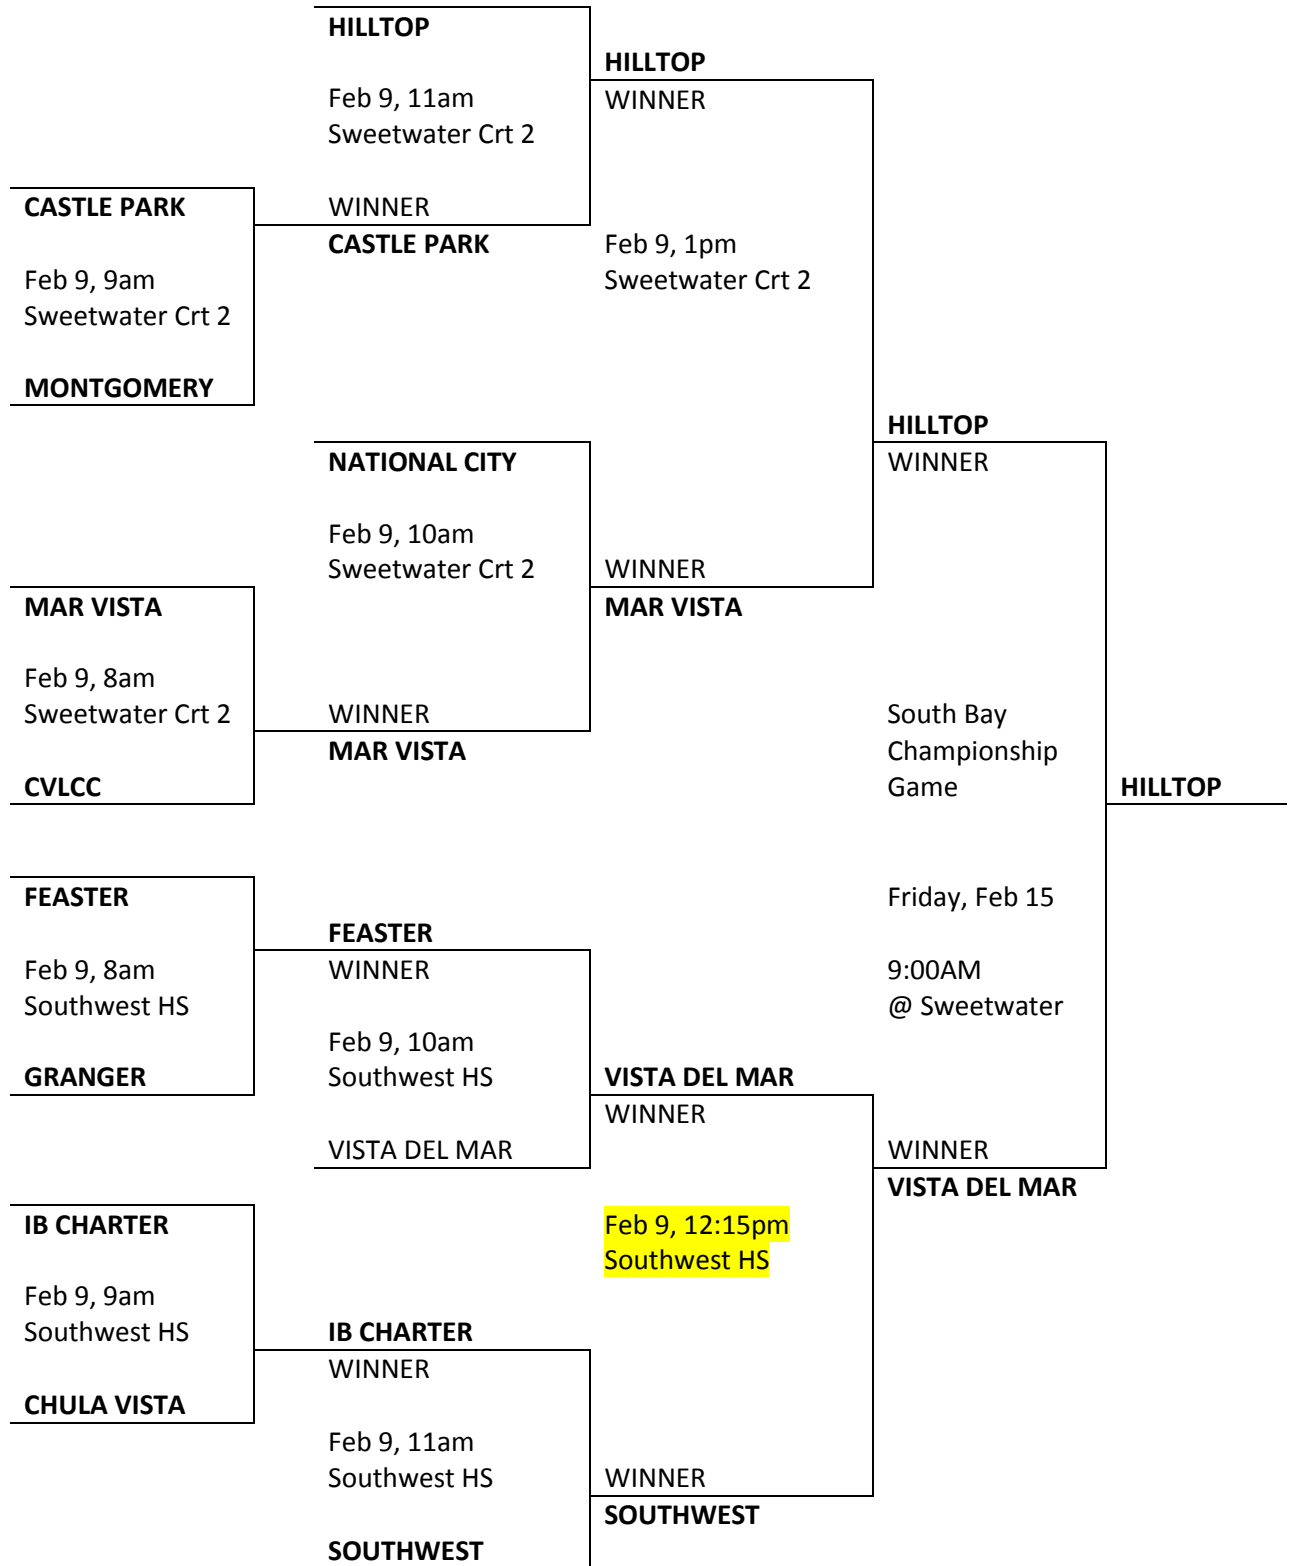 HILLTOP
HILLTOP
Feb 9, 11am
WINNER
Sweetwater Crt 2
CASTLE PARK
WINNER
CASTLE PARK
Feb 9, 1pm
Feb 9, 9am
Sweetwater Crt 2
Sweetwater Crt 2
MONTGOMERY
HILLTOP
NATIONAL CITY
WINNER
Feb 9, 10am
Sweetwater Crt 2
WINNER
MAR VISTA
MAR VISTA
Feb 9, 8am
Sweetwater Crt 2
WINNER
South Bay
MAR VISTA
Championship
CVLCC
Game
HILLTOP
FEASTER
Friday, Feb 15
FEASTER
Feb 9, 8am
WINNER
9:00AM
Southwest HS
@ Sweetwater
Feb 9, 10am
GRANGER
Southwest HS
VISTA DEL MAR
WINNER
VISTA DEL MAR
WINNER
VISTA DEL MAR
IB CHARTER
Feb 9, 12:15pm
Southwest HS
Feb 9, 9am
Southwest HS
IB CHARTER
WINNER
CHULA VISTA
Feb 9, 11am
Southwest HS
WINNER
SOUTHWEST
SOUTHWEST